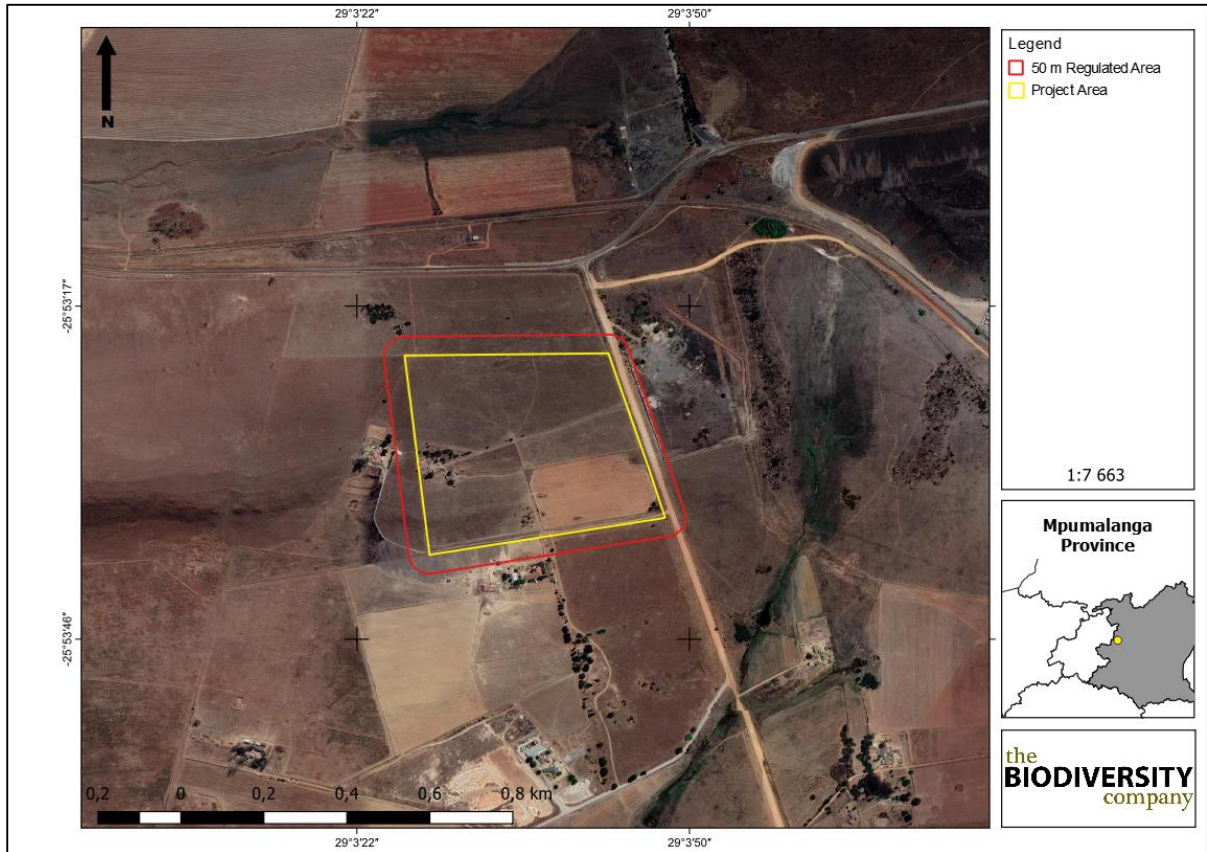 29°3'22"
29°3'50"
N
-25°53'17"
-25°53'46"
0,2 0 0,2 0,4 0,6 0,8 km
29°3'22"
29°3'50"
Legend
50 m Regulated Area
Project Area
1:7 663
Mpumalanga
Province
the
BIODIVERSITY
company